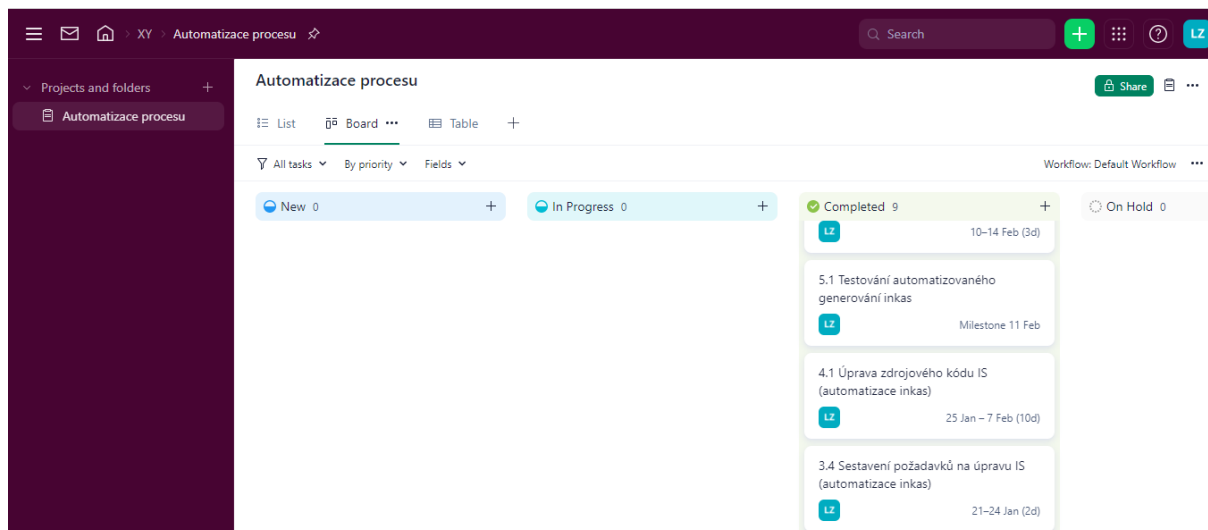 XY Automatizace procesu
Search
LZ
Projects and folders
Automatizace procesu
Automatizace procesu
Share
List Board Table
All tasks By priority Fields
Workflow: Default Workflow
New 0
In Progress 0
Completed 9
On Hold 0
LZ 10–14 Feb (3d)
5.1 Testování automatizovaného
generování inkas
LZ Milestone 11 Feb
4.1 Úprava zdrojového kódu IS
(automatizace inkas)
LZ 25 Jan – 7 Feb (10d)
3.4 Sestavení požadavků na úpravu IS
(automatizace inkas)
LZ 21–24 Jan (2d)